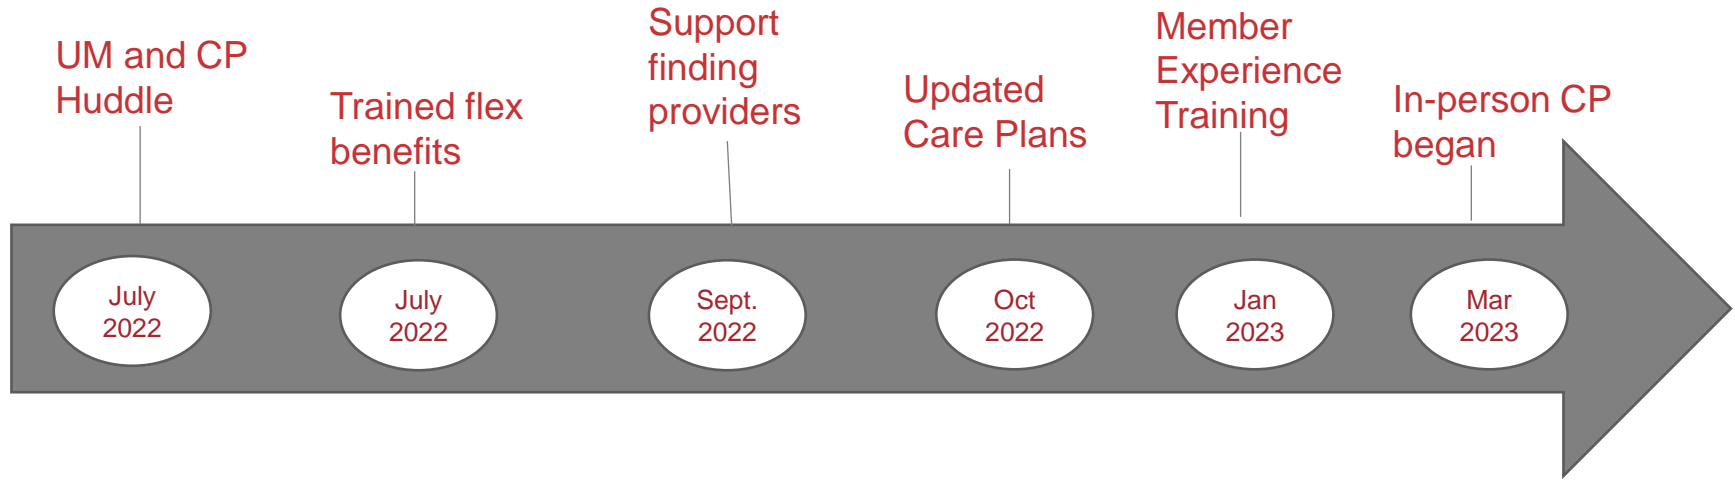 UM and CP
Huddle
Trained flex
benefits
Support
finding
providers
Updated
Care Plans
Member
Experience
Training
In-person CP
began
July
2022
July
2022
Sept.
2022
Oct
2022
Jan
2023
Mar
2023